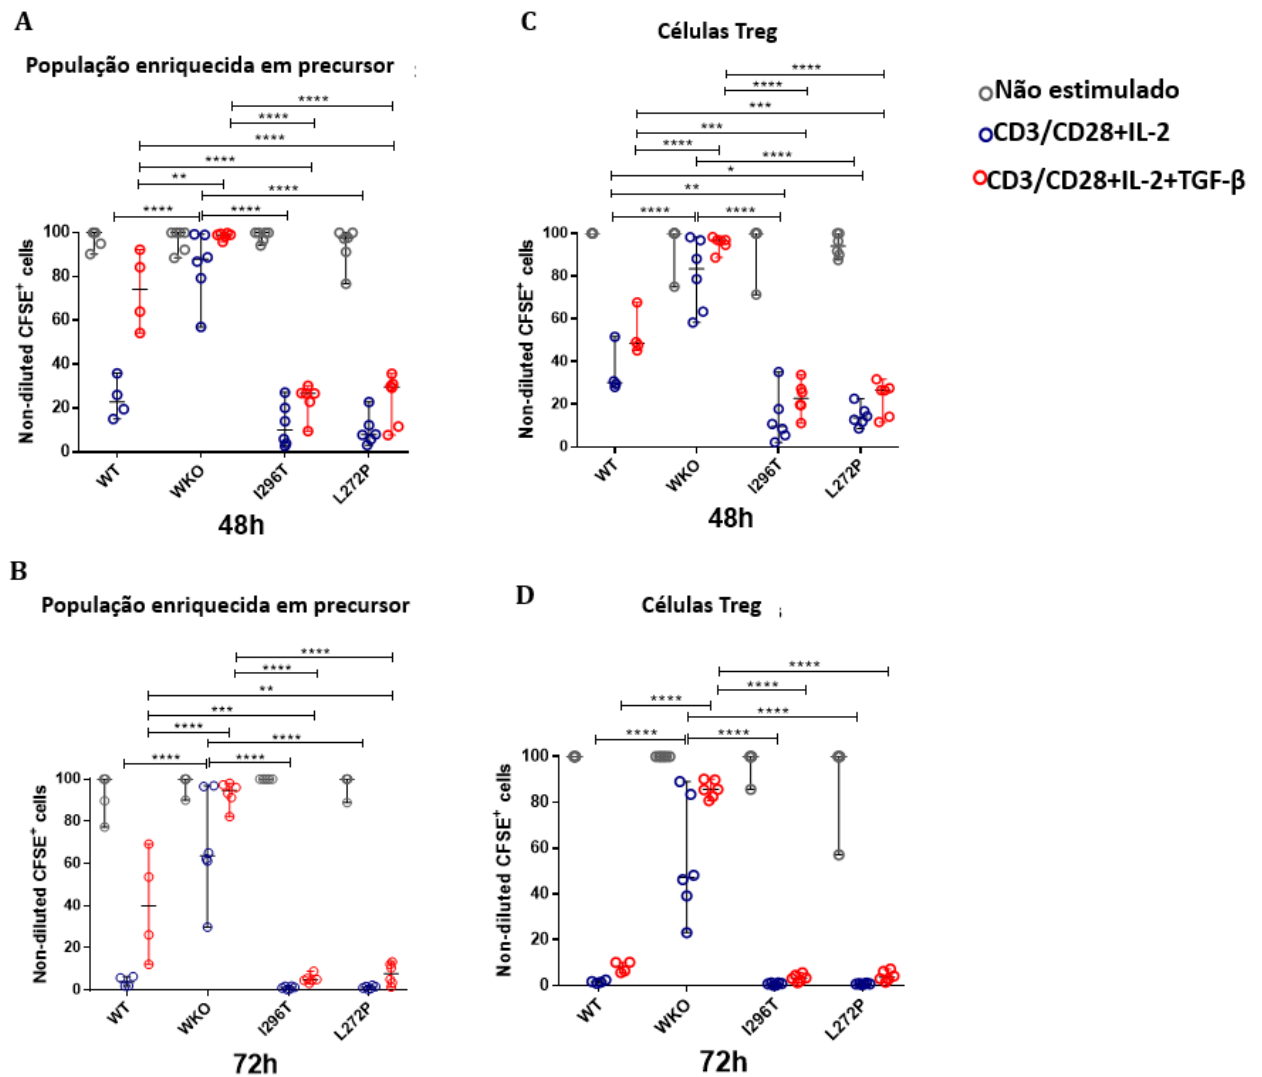 A
População enriquecida em precursor
****
****
****
****
**
****
****
****
Non-diluted CFSE+ cells
100
80
60
40
20
0
WT
WKO
I296T
L272P
48h
C
Células Treg
****
****
***
***
****
****
*
**
****
****
Non-diluted CFSE+ cells
100
80
60
40
20
0
WT
WKO
I296T
L272P
48h
Não estimulado
CD3/CD28+IL-2
CD3/CD28+IL-2+TGF-β
B
População enriquecida em precursor
****
****
**
***
****
****
****
****
Non-diluted CFSE+ cells
100
80
60
40
20
0
WT
WKO
I296T
L272P
72h
D
Células Treg
****
****
****
****
****
****
Non-diluted CFSE+ cells
100
80
60
40
20
0
WT
WKO
I296T
L272P
72h